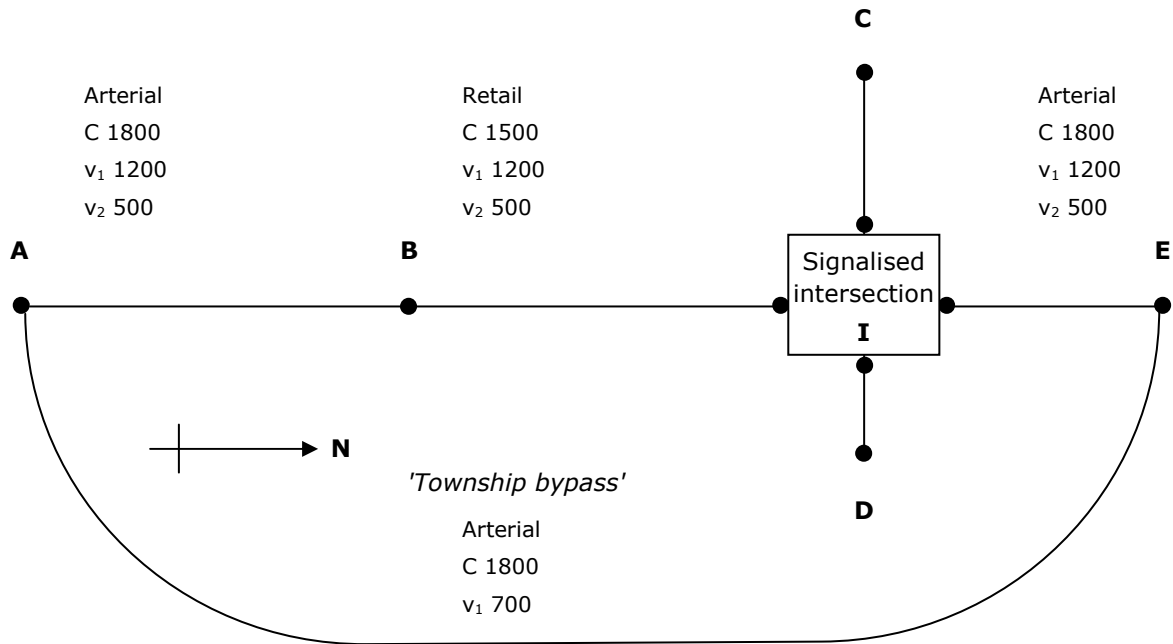 C
Arterial
C 1800
v₁ 1200
v₂ 500
Retail
C 1500
v₁ 1200
v₂ 500
Arterial
C 1800
v₁ 1200
v₂ 500
A
B
E
Signalised
intersection
I
N
'Township bypass'
D
Arterial
C 1800
v₁ 700